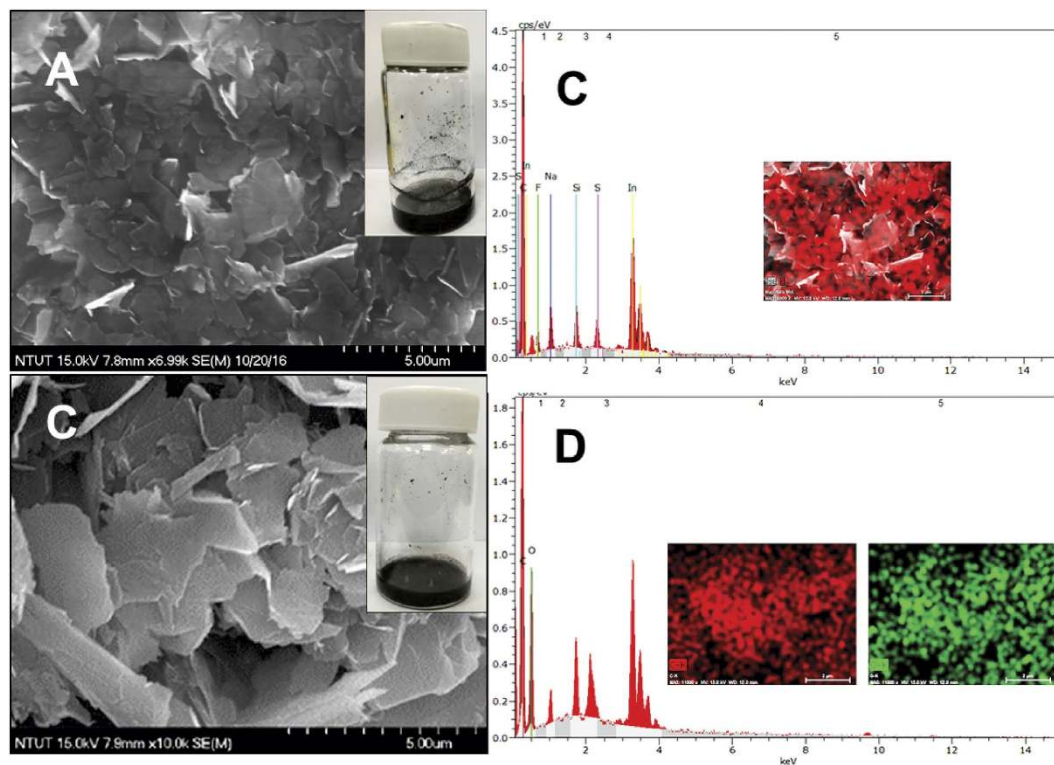 A
NTUT 15.0kV 7.8mm x6.99k SE(M) 10/20/16 5.00um
cps/eV
1 2 3 4 5
C
4.5
4.0
3.5
3.0
2.5
2.0
1.5
1.0
0.5
0.0
In
S
C F Na Si S In
2 4 6 8 10 12 14
keV
C
NTUT 15.0kV 7.9mm x10.0k SE(M) 5.00um
cps/eV
1 2 3 4 5
D
1.8
1.6
1.4
1.2
1.0
0.8
0.6
0.4
0.2
0.0
O
C
2 4 6 8 10 12 14
keV